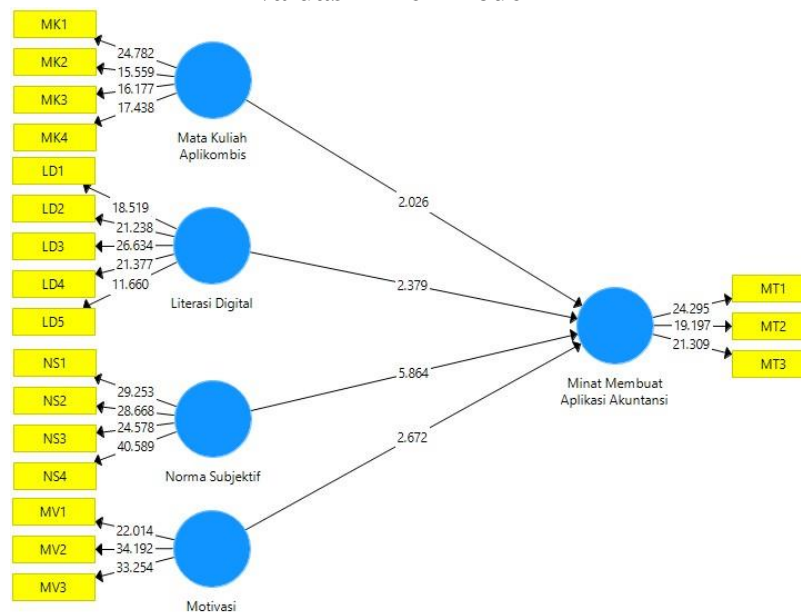 MK1
MK2
MK3
MK4
24.782
15.559
16.177
17.438
Mata Kuliah
Aplikombis
LD1
LD2
LD3
LD4
LD5
18.519
21.238
26.634
21.377
11.660
Literasi Digital
NS1
NS2
NS3
NS4
29.253
28.668
24.578
40.589
Norma Subjektif
MV1
MV2
MV3
22.014
34.192
33.254
Motivasi
2.026
2.379
5.864
2.672
Minat Membuat
Aplikasi Akuntansi
24.295
19.197
21.309
MT1
MT2
MT3